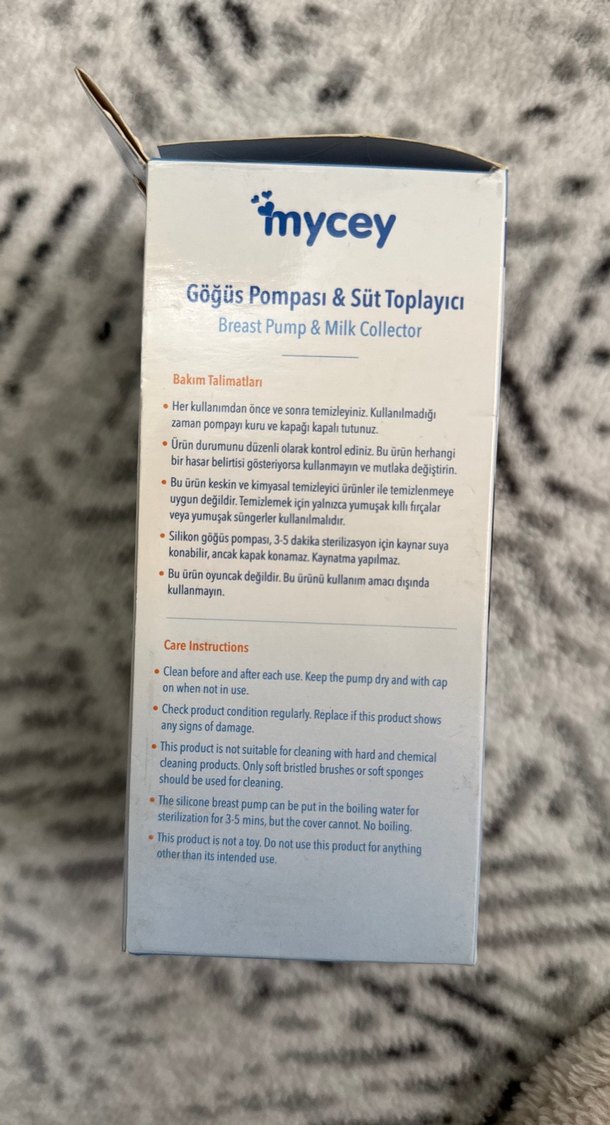 mycey
Göğüs Pompası & Süt Toplayıcı
Breast Pump & Milk Collector
Bakım Talimatları
• Her kullanımdan önce ve sonra temizleyiniz. Kullanılmadığı
zaman pompayı kuru ve kapağı kapalı tutunuz.
• Ürün durumunu düzenli olarak kontrol ediniz. Bu ürün herhangi
bir hasar belirtisi gösteriyorsa kullanmayın ve mutlaka değiştirin.
• Bu ürün keskin ve kimyasal temizleyici ürünler ile temizlenmeye
uygun değildir. Temizlemek için yalnızca yumuşak kıllı fırçalar
veya yumuşak süngerler kullanılmalıdır.
• Silikon göğüs pompası, 3-5 dakika sterilizasyon için kaynar suya
konabilir, ancak kapak konamaz. Kaynatma yapılmaz.
• Bu ürün oyuncak değildir. Bu ürünü kullanım amacı dışında
kullanmayın.
Care Instructions
• Clean before and after each use. Keep the pump dry and with cap
on when not in use.
• Check product condition regularly. Replace if this product shows
any signs of damage.
• This product is not suitable for cleaning with hard and chemical
cleaning products. Only soft bristled brushes or soft sponges
should be used for cleaning.
• The silicone breast pump can be put in the boiling water for
sterilization for 3-5 mins, but the cover cannot. No boiling.
• This product is not a toy. Do not use this product for anything
other than its intended use.